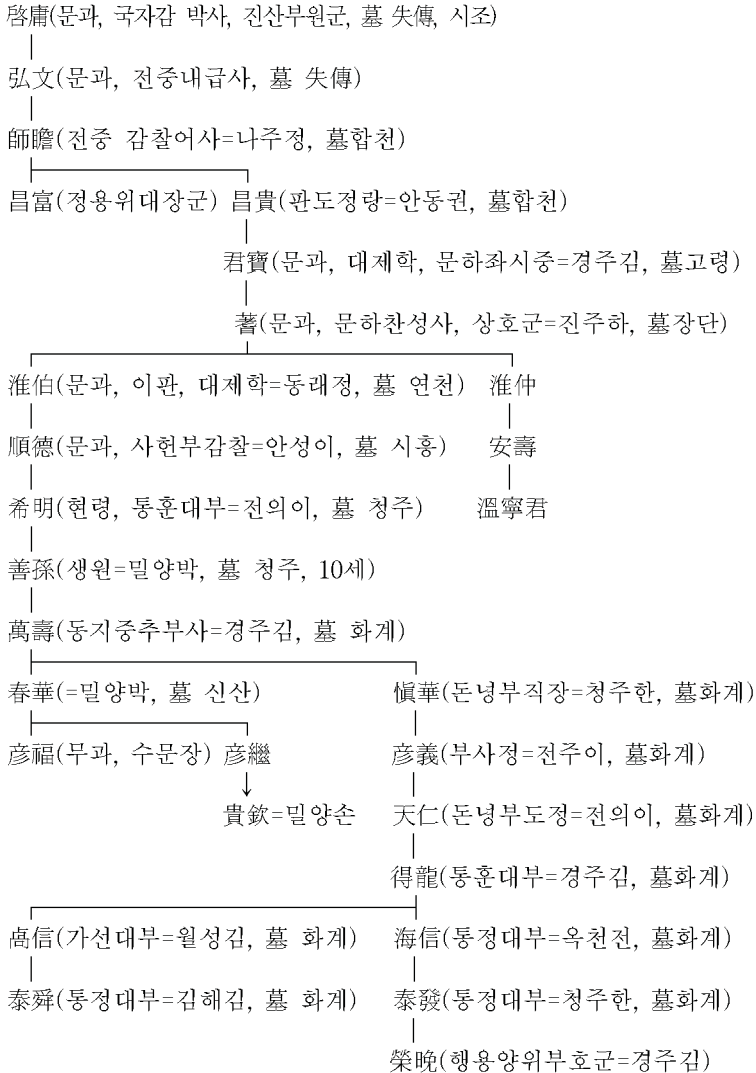 啓庸(문과, 국자감 박사, 진산부원군, 墓 失傳, 시조)
弘文(문과, 전중내급사, 墓 失傳)
師瞻(전중 감찰어사=나주정, 墓합천)
昌富(정용위대장군) 昌貴(판도정랑=안동권, 墓합천)
君寶(문과, 대제학, 문하좌시중=경주김, 墓고령)
蓍(문과, 문하찬성사, 상호군=진주하, 墓장단)
淮伯(문과, 이판, 대제학=동래정, 墓 연천) 淮仲
順德(문과, 사헌부감찰=안성이, 墓 시흥) 安壽
希明(현령, 통훈대부=전의이, 墓 청주) 溫寧君
善孫(생원=밀양박, 墓 청주, 10세)
萬壽(동지중추부사=경주김, 墓 화계)
春華(=밀양박, 墓 신산) 愼華(돈녕부직장=청주한, 墓화계)
彦福(무과, 수문장) 彦繼 彦義(부사정=전주이, 墓화계)
貴欽=밀양손 天仁(돈녕부도정=전의이, 墓화계)
得龍(통훈대부=경주김, 墓화계)
卨信(가선대부=월성김, 墓 화계) 海信(통정대부=옥천전, 墓화계)
泰舜(통정대부=김해김, 墓 화계) 泰發(통정대부=청주한, 墓화계)
榮晩(행용양위부호군=경주김)